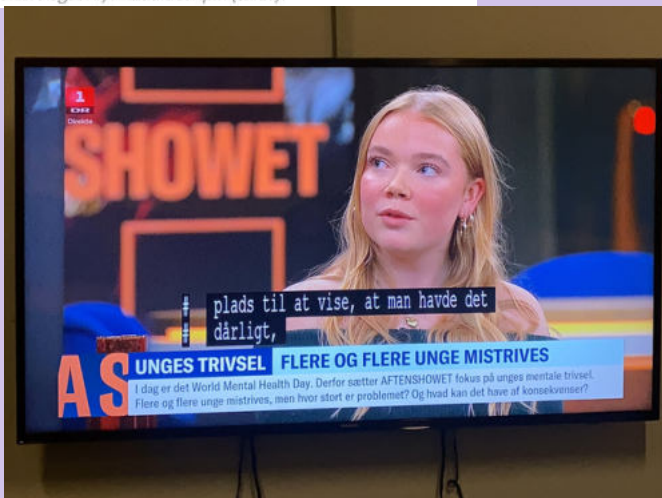 1
DR
Direkte
SHOWET
plads til at vise, at man havde det
dårligt,
AS
UNGES TRIVSEL FLERE OG FLERE UNGE MISTRIVES
I dag er det World Mental Health Day. Derfor sætter AFTENSHOWET fokus på unges mentale trivsel.
Flere og flere unge mistrives, men hvor stort er problemet? Og hvad kan det have af konsekvenser?